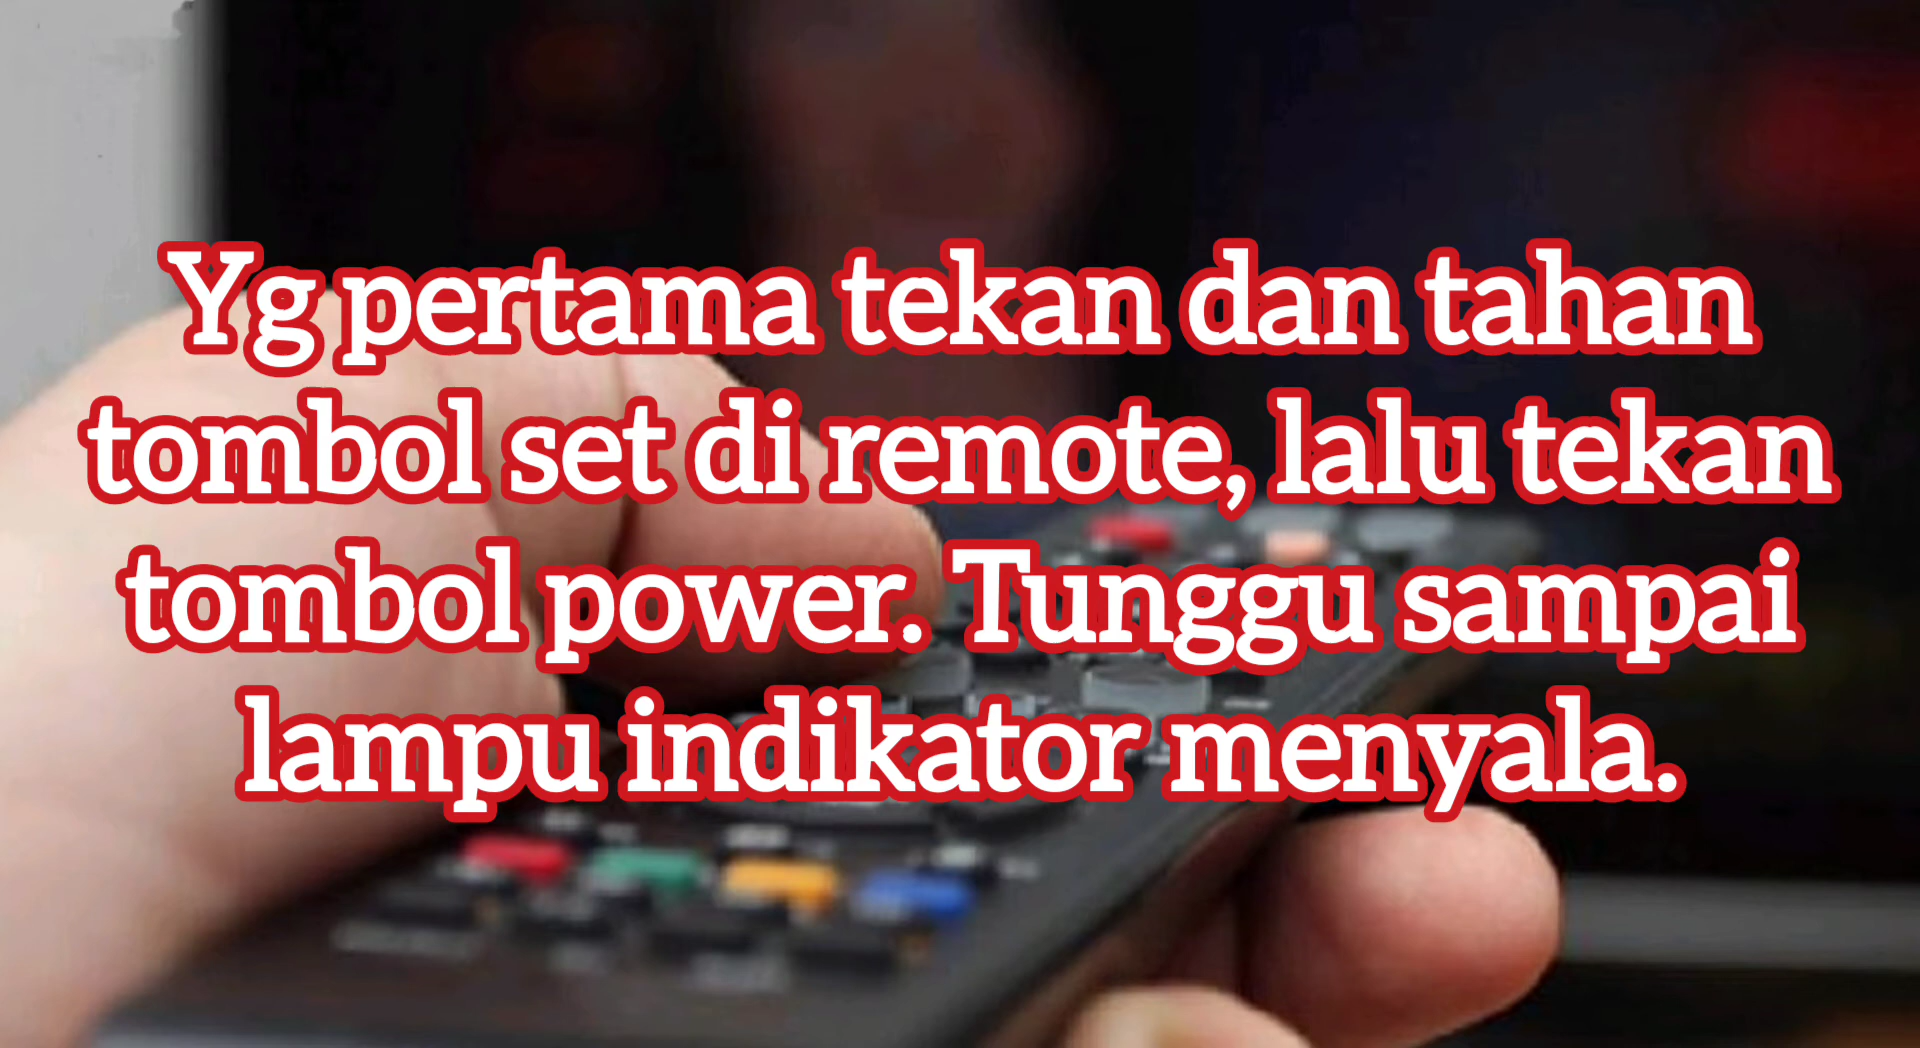 Yg pertama tekan dan tahan
tombol set di remote, lalu tekan
tombol power. Tunggu sampai
lampu indikator menyala.